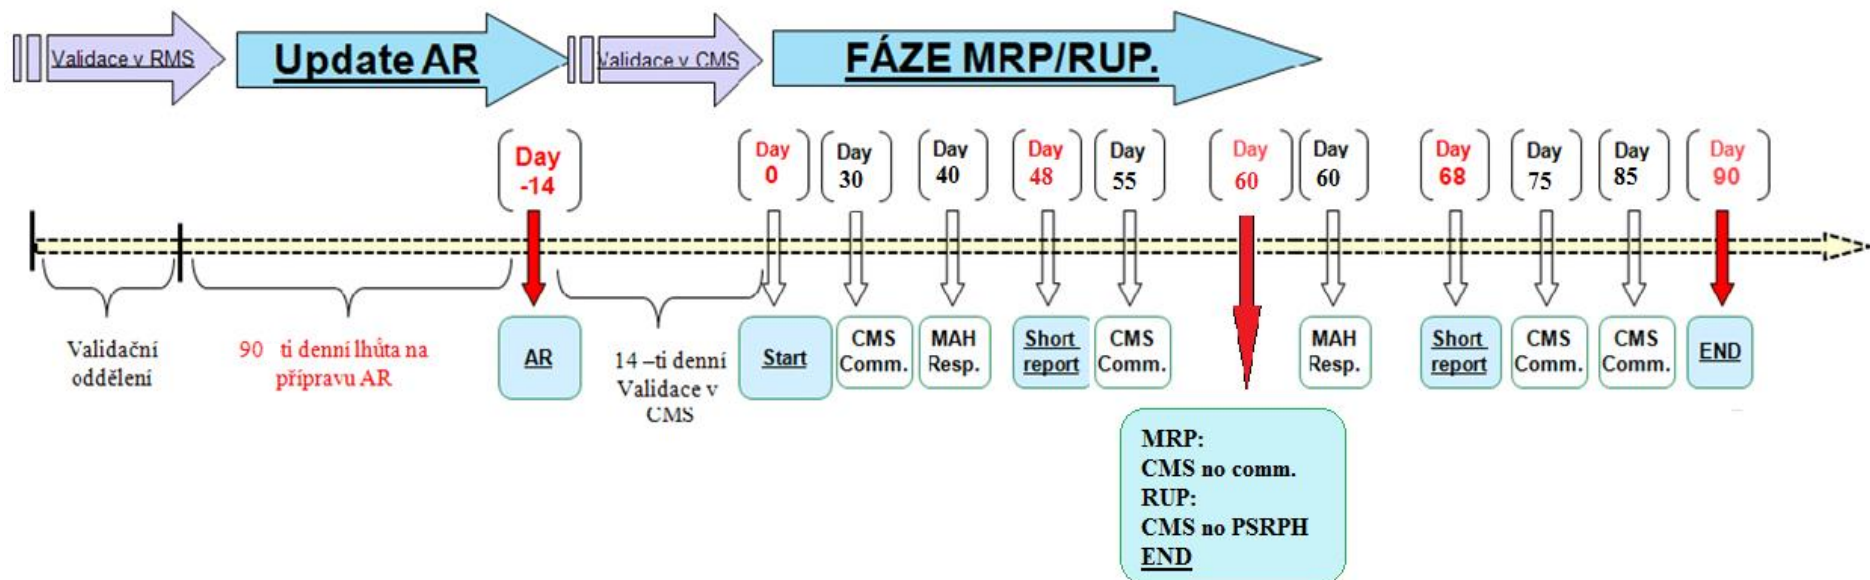 Validace v RMS
Update AR
Validace v CMS
FÁZE MRP/RUP.
Day
-14
Day
0
Day
30
Day
40
Day
48
Day
55
Day
60
Day
60
Day
68
Day
75
Day
85
Day
90
Validační
oddělení
90 ti denní lhůta na
přípravu AR
AR
14 –ti denní
Validace v
CMS
Start
CMS
Comm.
MAH
Resp.
Short
report
CMS
Comm.
MAH
Resp.
Short
report
CMS
Comm.
CMS
Comm.
END
MRP:
CMS no comm.
RUP:
CMS no PSRPH
END